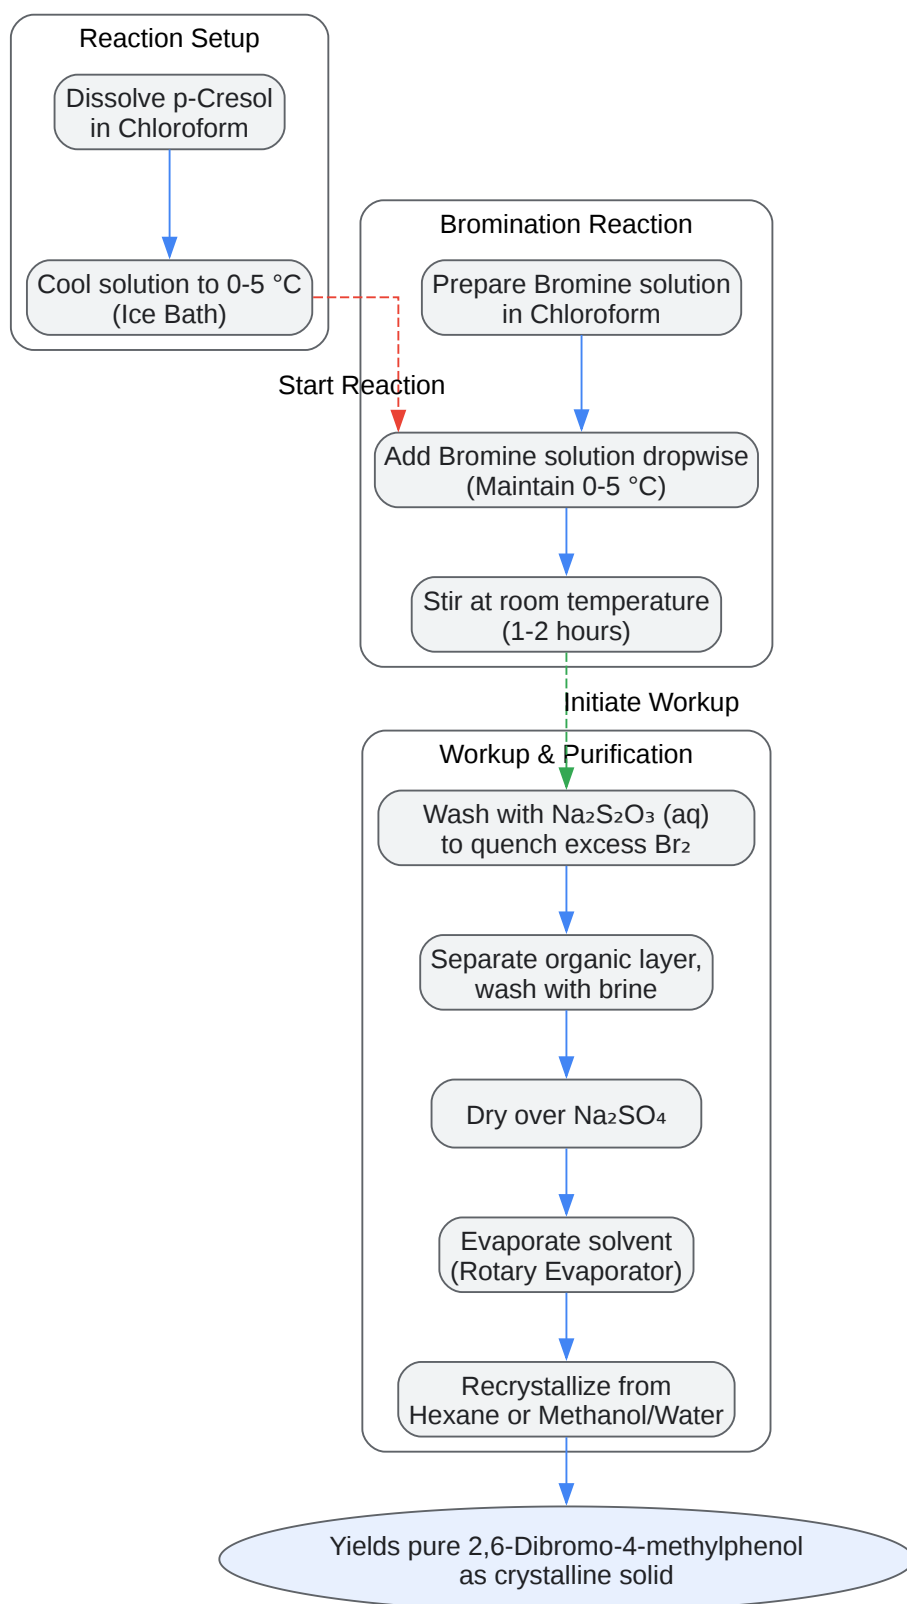 Reaction Setup
Dissolve p-Cresol
in Chloroform
Cool solution to 0-5 °C
(Ice Bath)
Start Reaction
Bromination Reaction
Prepare Bromine solution
in Chloroform
Add Bromine solution dropwise
(Maintain 0-5 °C)
Stir at room temperature
(1-2 hours)
Initiate Workup
Workup & Purification
Wash with Na₂S₂O₃ (aq)
to quench excess Br₂
Separate organic layer,
wash with brine
Dry over Na₂SO₄
Evaporate solvent
(Rotary Evaporator)
Recrystallize from
Hexane or Methanol/Water
Yields pure 2,6-Dibromo-4-methylphenol
as crystalline solid